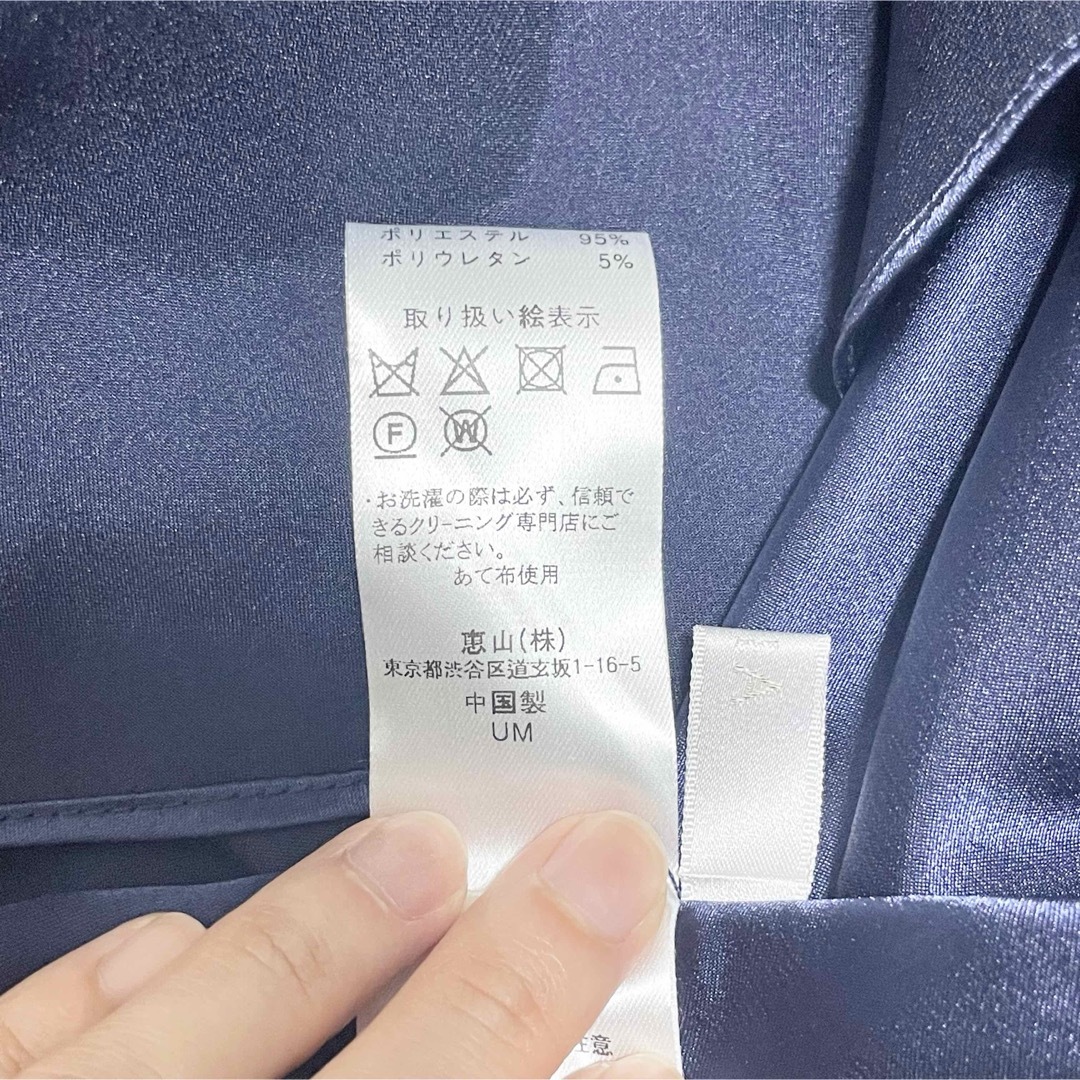 ポリエステル 95%
ポリウレタン 5%
取り扱い絵表示
F W
・お洗濯の際は必ず、信頼で
きるクリーニング専門店にご
相談ください。
あて布使用
恵山(株)
東京都渋谷区道玄坂1-16-5
中国製
UM
注意